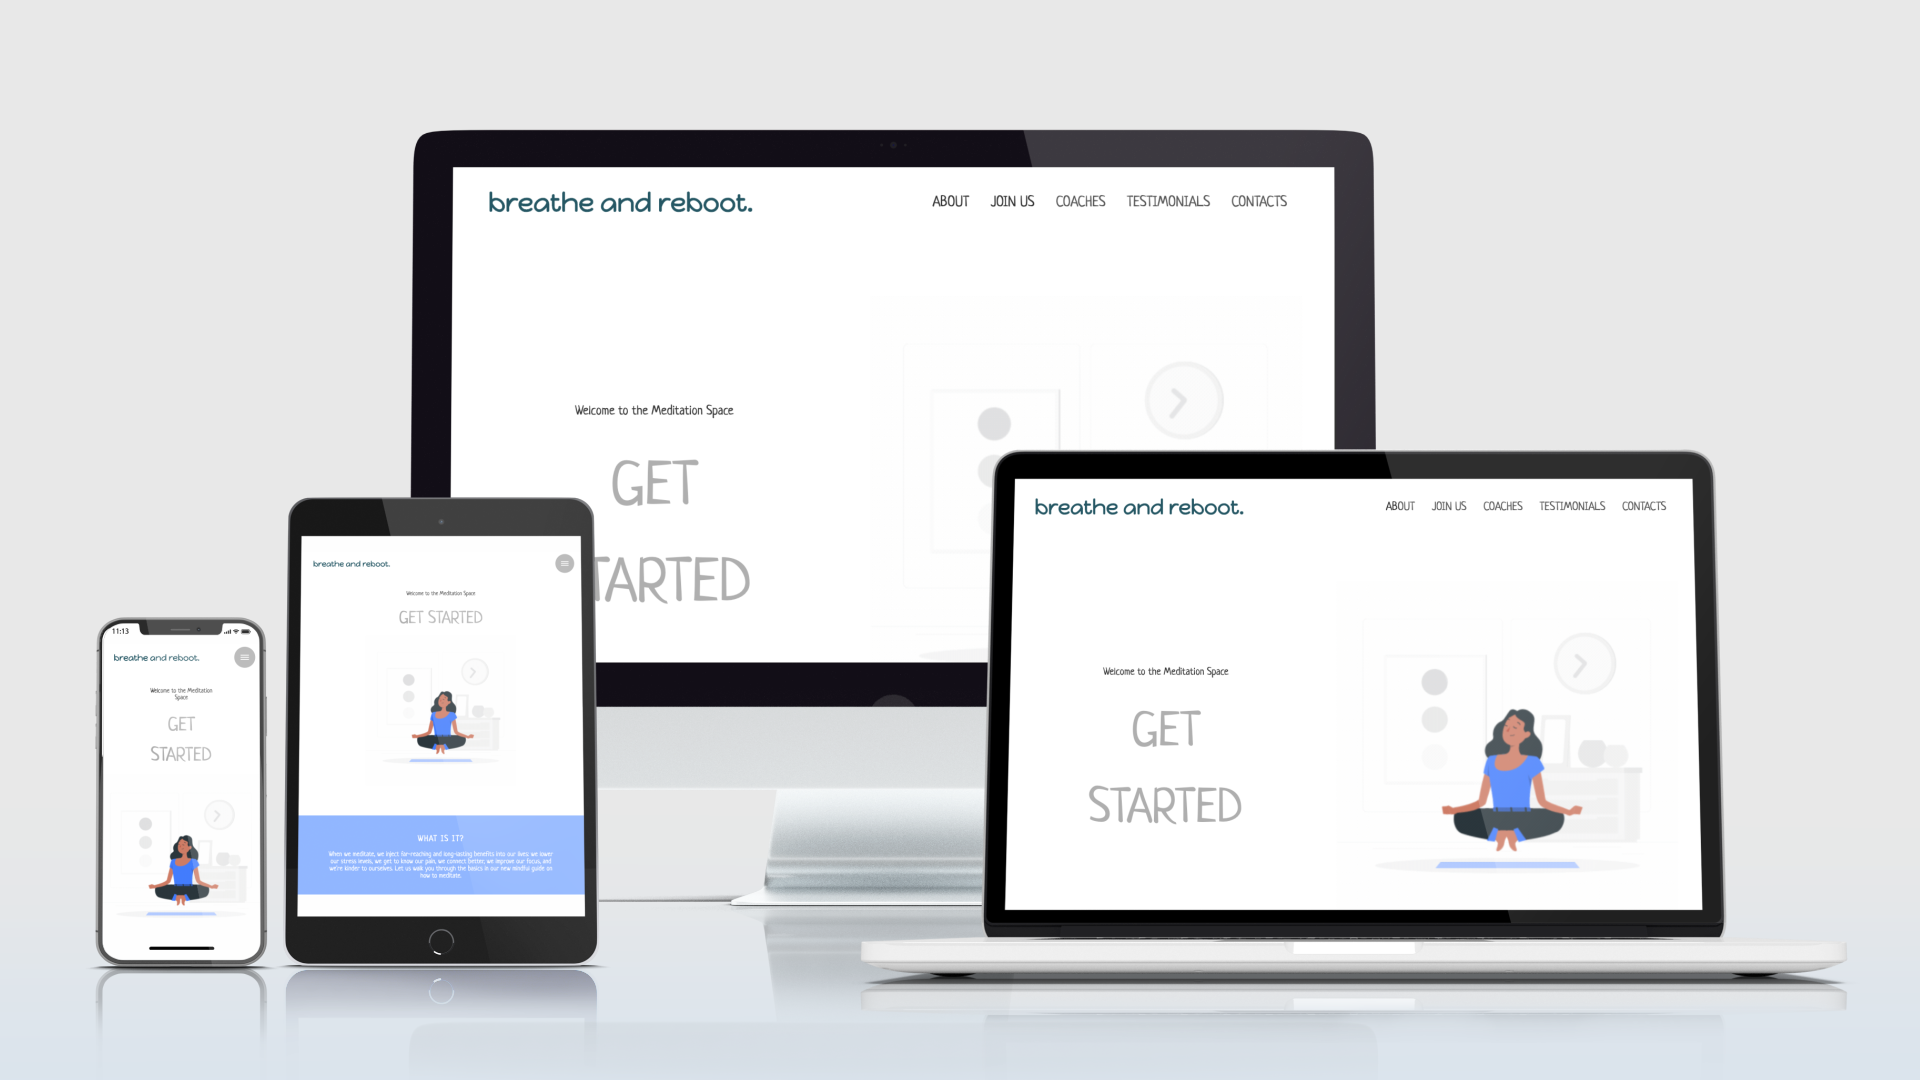 breathe and reboot.
ABOUT JOIN US COACHES TESTIMONIALS CONTACTS
Welcome to the Meditation Space
GET
TARTED
breathe and reboot.
ABOUT JOIN US COACHES TESTIMONIALS CONTACTS
Welcome to the Meditation Space
GET
STARTED
breathe and reboot.
Welcome to the Meditation Space
GET STARTED
WHAT IS IT?
When we meditate, we inject far-reaching and long-lasting benefits into our lives: we lower
our stress levels, we get to know our pain, we connect better, we improve our focus, and
we're kinder to ourselves. Let us walk you through the basics in our new mindful guide on
how to meditate.
11:13
breathe and reboot.
Welcome to the Meditation
Space
GET
STARTED